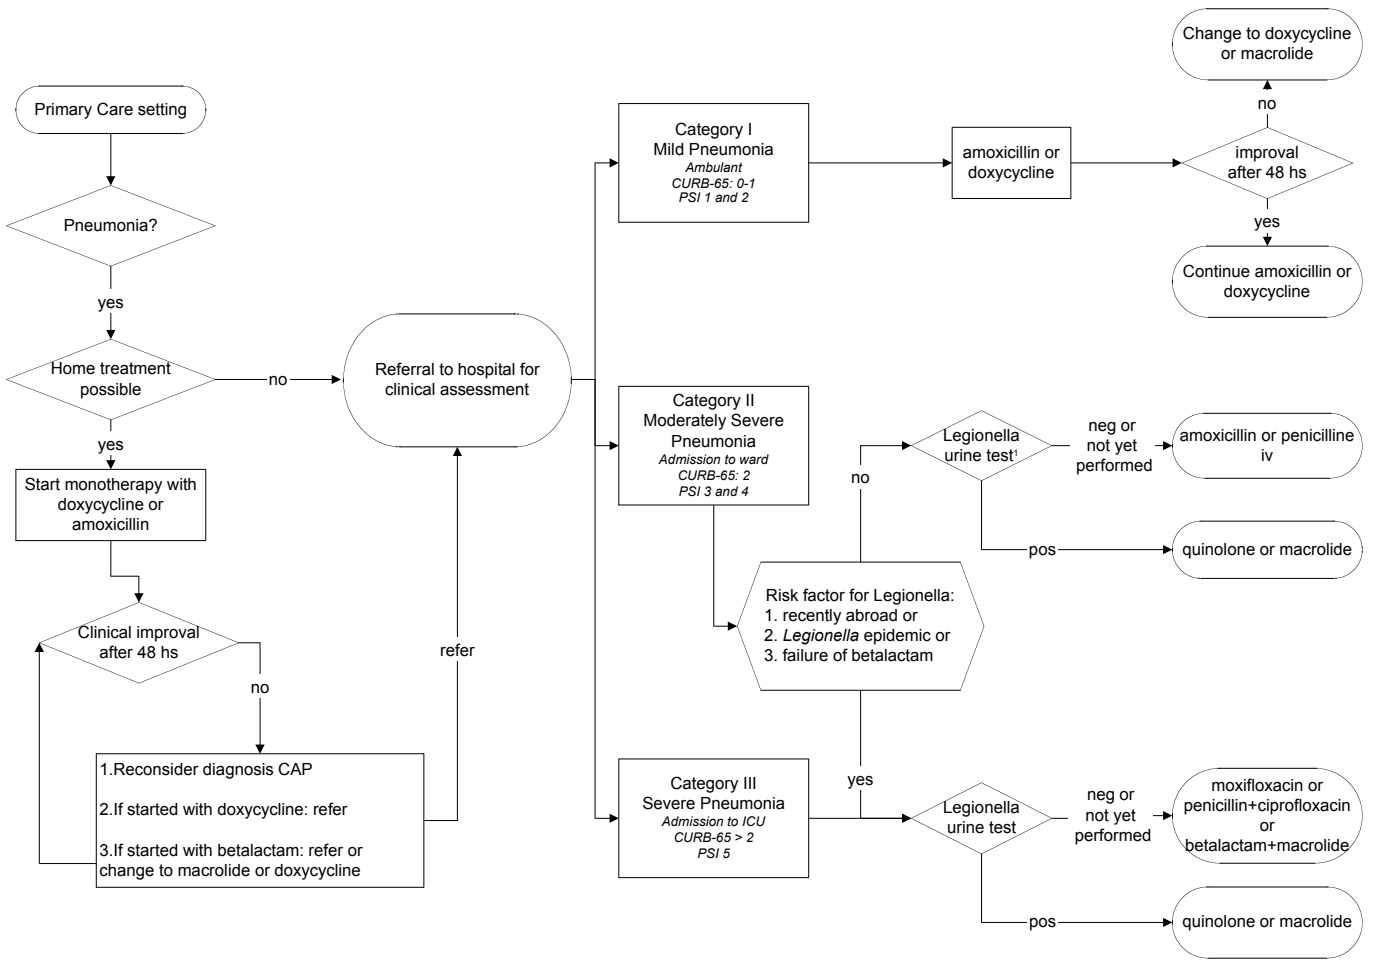 Primary Care setting
Pneumonia?
yes
Home treatment
possible
no
yes
Start monotherapy with
doxycycline or
amoxicillin
Clinical improval
after 48 hs
no
1.Reconsider diagnosis CAP
2.If started with doxycycline: refer
3.If started with betalactam: refer or
change to macrolide or doxycycline
refer
Referral to hospital for
clinical assessment
Category I
Mild Pneumonia
Ambulant
CURB-65: 0-1
PSI 1 and 2
amoxicillin or
doxycycline
improval
after 48 hs
no
Change to doxycycline
or macrolide
yes
Continue amoxicillin or
doxycycline
Category II
Moderately Severe
Pneumonia
Admission to ward
CURB-65: 2
PSI 3 and 4
Risk factor for Legionella:
1. recently abroad or
2. Legionella epidemic or
3. failure of betalactam
no
Legionella
urine test¹
neg or
not yet
performed
amoxicillin or penicilline
iv
pos
quinolone or macrolide
yes
Category III
Severe Pneumonia
Admission to ICU
CURB-65 > 2
PSI 5
Legionella
urine test
neg or
not yet
performed
moxifloxacin or
penicillin+ciprofloxacin
or
betalactam+macrolide
pos
quinolone or macrolide